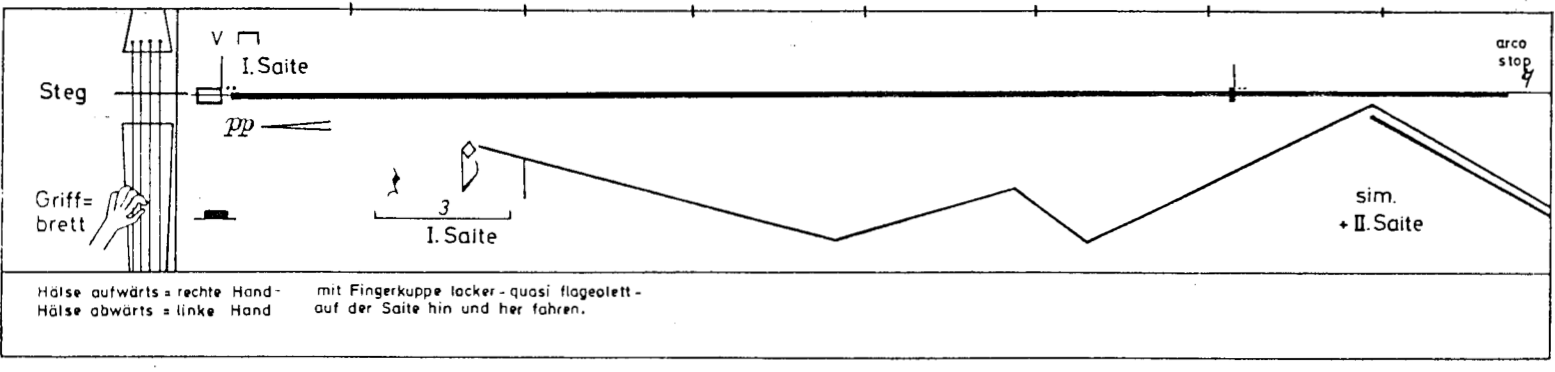 V
I. Saite
arco
stop
Steg
pp
Griff=
brett
3
I. Saite
sim.
+ II. Saite
Hälse aufwärts = rechte Hand-
Hälse abwärts = linke Hand
mit Fingerkuppe locker - quasi flageolett -
auf der Saite hin und her fahren.